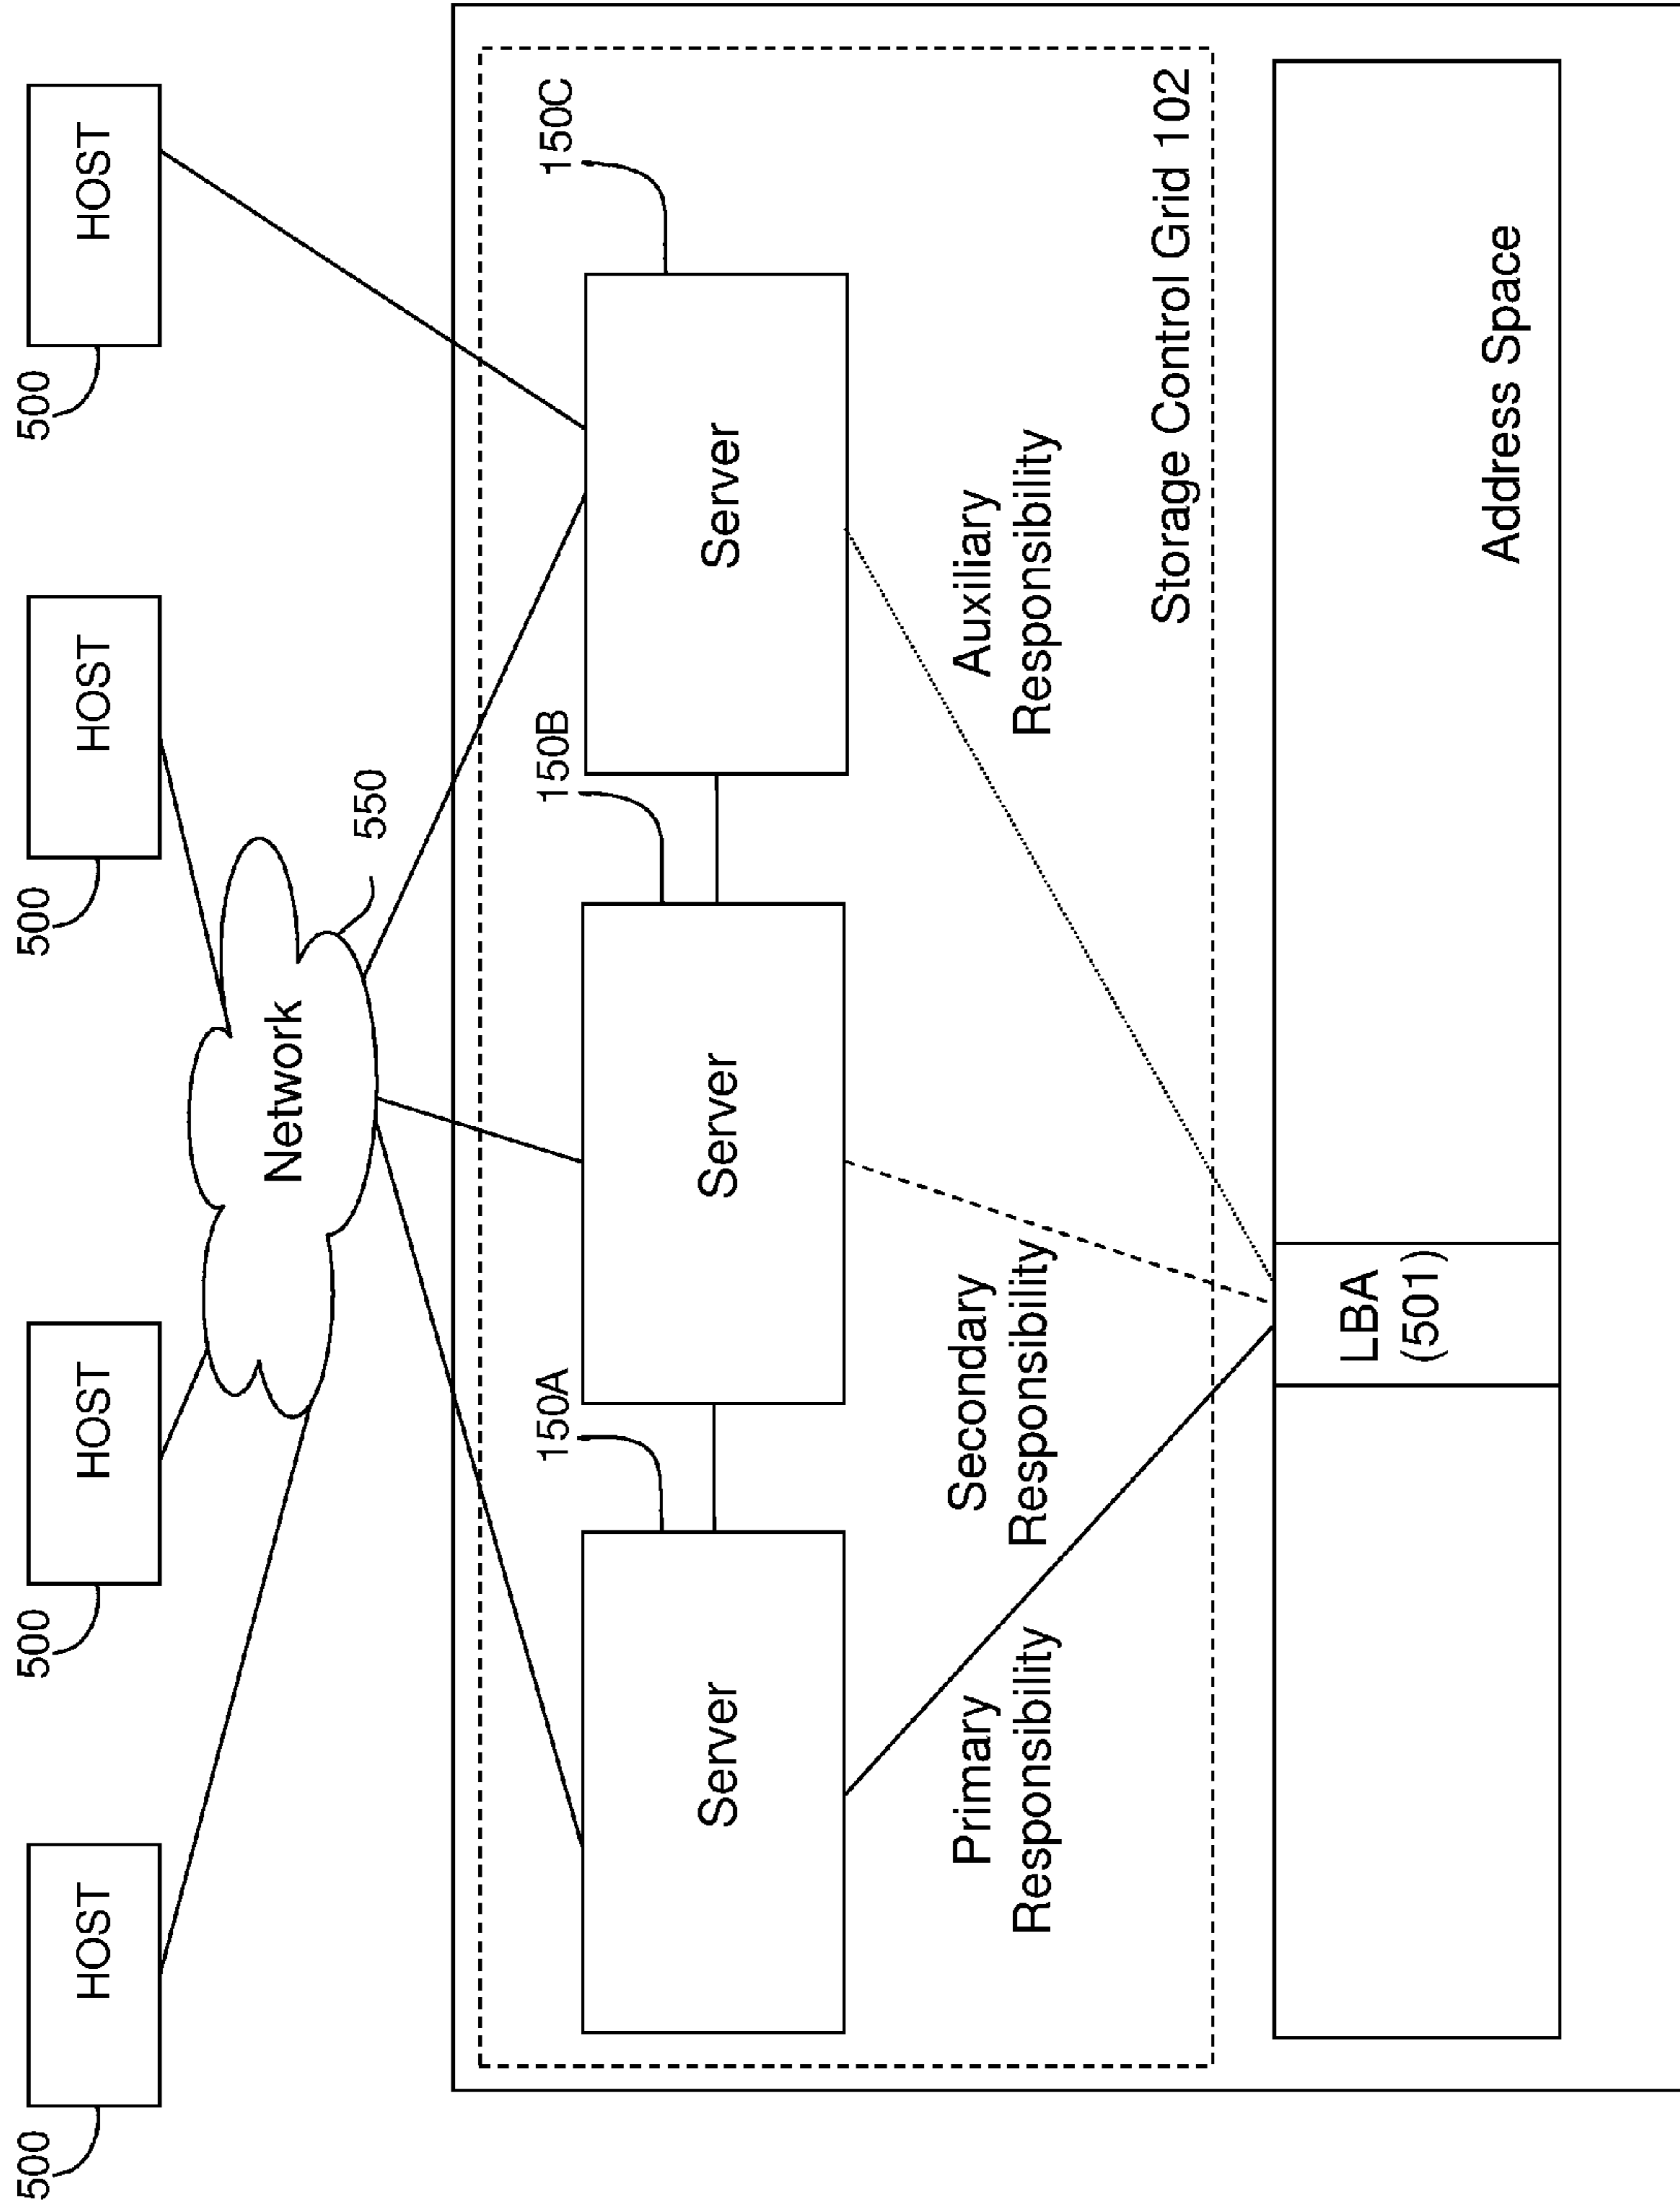 500
HOST
500
HOST
500
HOST
500
HOST
Network
550
150A
150B
150C
Server
Server
Server
Primary
Responsibility
Secondary
Responsibility
Auxiliary
Responsibility
Storage Control Grid 102
LBA
(501)
Address Space